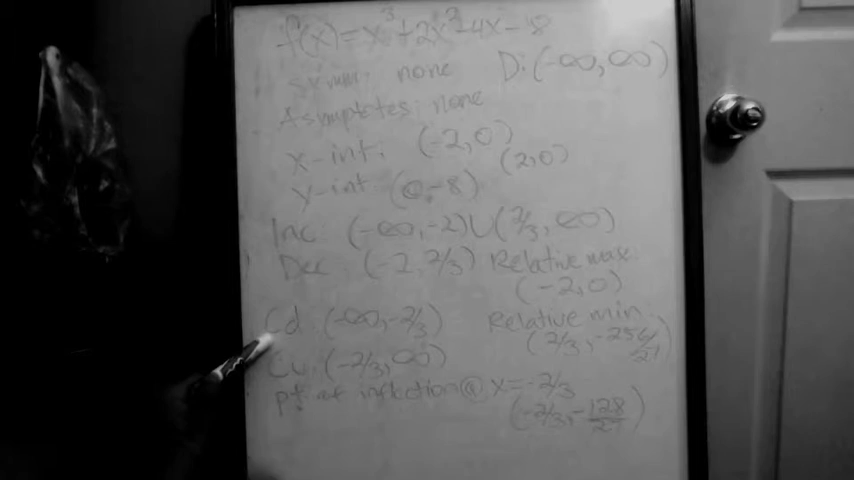 f(x)=x³+2x²-4x-8
symm: none D: (-∞,∞)
Asymptotes: none
x-int: (-2,0) (2,0)
y-int (0,-8)
Inc (-∞,-2)∪(2/3,∞)
Dec (-2,2/3) Relative max:
(-2,0)
Cd (-∞,-2/3) Relative min
(2/3,-256/27)
Cu: (-2/3,∞)
pt of inflection @ x=-2/3
(-2/3,-128/27)